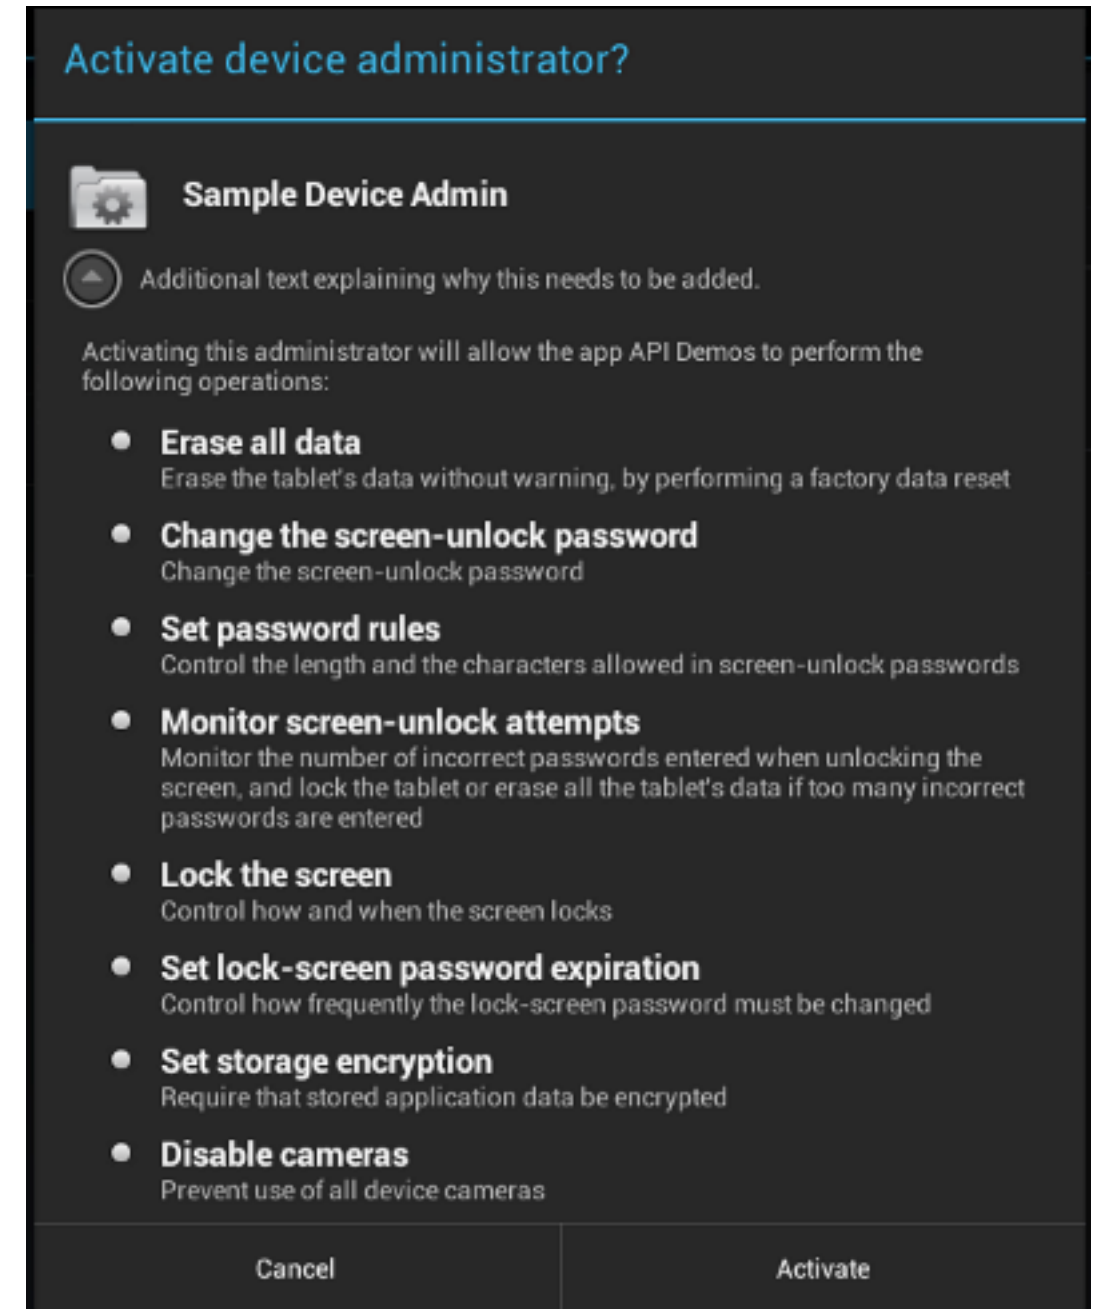 Activate device administrator?
Sample Device Admin
Additional text explaining why this needs to be added.
Activating this administrator will allow the app API Demos to perform the
following operations:
Erase all data
Erase the tablet's data without warning, by performing a factory data reset
Change the screen-unlock password
Change the screen-unlock password
Set password rules
Control the length and the characters allowed in screen-unlock passwords
Monitor screen-unlock attempts
Monitor the number of incorrect passwords entered when unlocking the
screen, and lock the tablet or erase all the tablet's data if too many incorrect
passwords are entered
Lock the screen
Control how and when the screen locks
Set lock-screen password expiration
Control how frequently the lock-screen password must be changed
Set storage encryption
Require that stored application data be encrypted
Disable cameras
Prevent use of all device cameras
Cancel
Activate